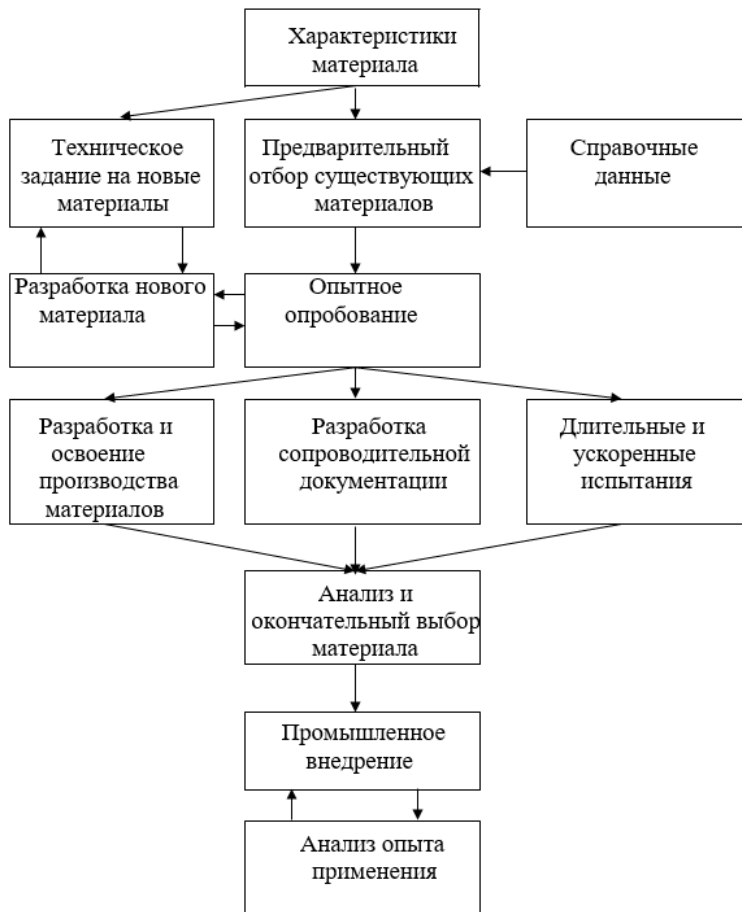 Характеристики
материала
Техническое
задание на новые
материалы
Предварительный
отбор существующих
материалов
Справочные
данные
Разработка нового
материала
Опытное
опробование
Разработка и
освоение
производства
материалов
Разработка
сопроводительной
документации
Длительные и
ускоренные
испытания
Анализ и
окончательный выбор
материала
Промышленное
внедрение
Анализ опыта
применения